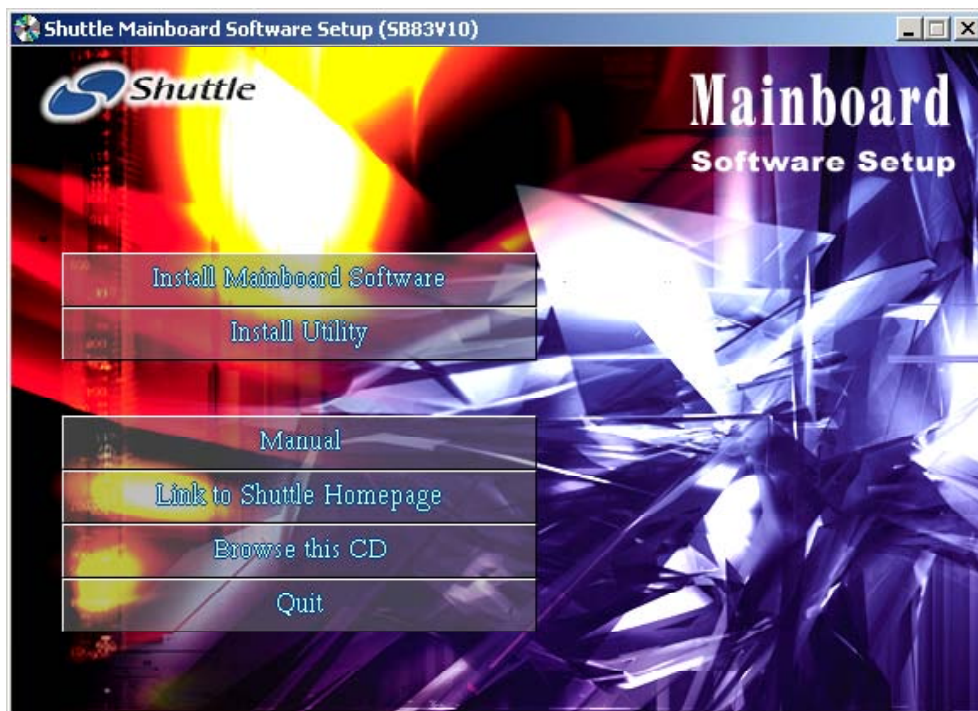 Shuttle Mainboard Software Setup (SB83V10)
Shuttle
Mainboard
Software Setup
Install Mainboard Software
Install Utility
Manual
Link to Shuttle Homepage
Browse this CD
Quit